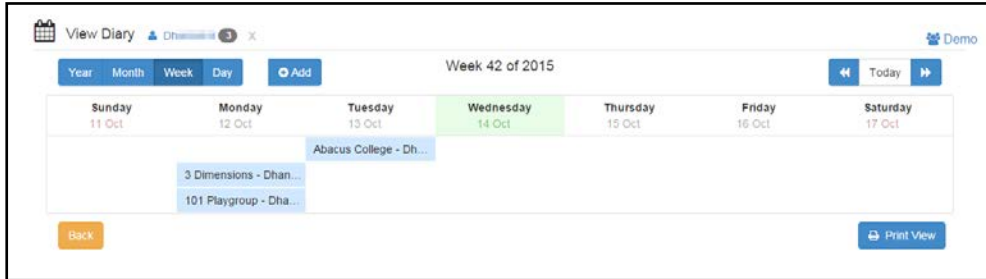 View Diary 3 X
Demo
Year Month Week Day Add Week 42 of 2015 Today
Sunday Monday Tuesday Wednesday Thursday Friday Saturday
11 Oct 12 Oct 13 Oct 14 Oct 15 Oct 16 Oct 17 Oct
Abacus College - Dh...
3 Dimensions - Dhan...
101 Playgroup - Dha...
Back Print View